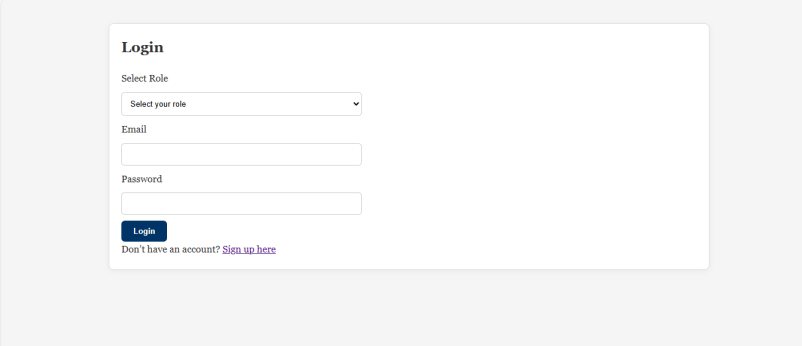 Login
Select Role
Select your role
Email
Password
Login
Don't have an account? Sign up here